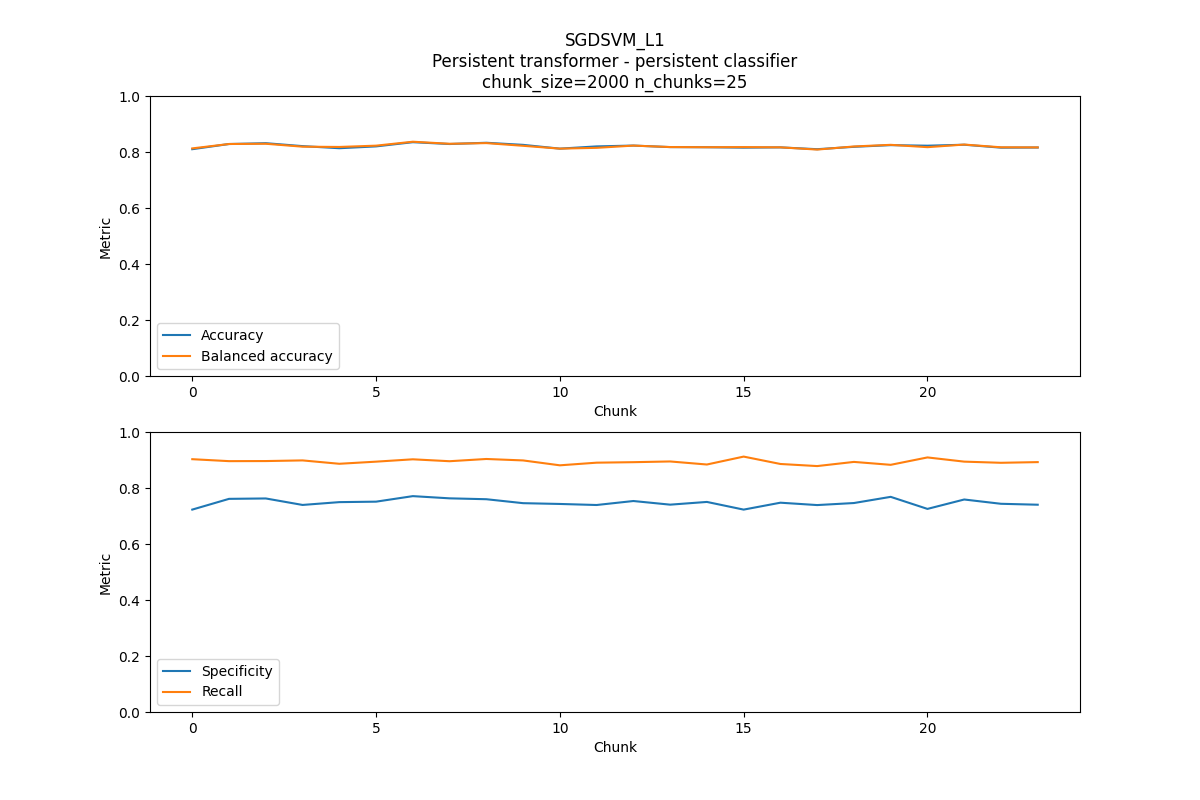 SGDSVM_L1
Persistent transformer - persistent classifier
chunk_size=2000 n_chunks=25
1.0
0.8
0.6
0.4
0.2
0.0
Metric
Accuracy
Balanced accuracy
0 5 10 15 20
Chunk
1.0
0.8
0.6
0.4
0.2
0.0
Metric
Specificity
Recall
0 5 10 15 20
Chunk